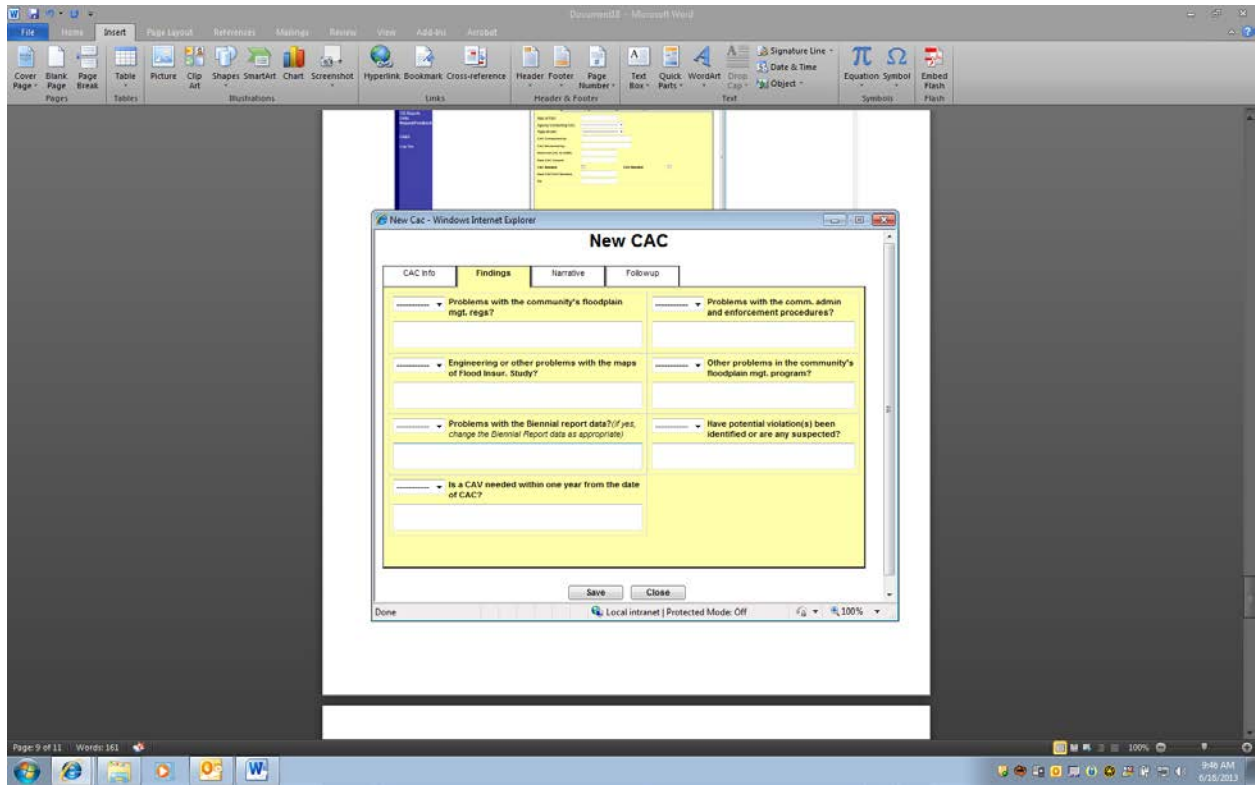 Document18 - Microsoft Word
File Home Insert Page Layout References Mailings Review View Add-Ins Acrobat
Cover Page Blank Page Page Break Table Picture Clip Art Shapes SmartArt Chart Screenshot Hyperlink Bookmark Cross-reference Header Footer Page Number Text Box Quick Parts WordArt Drop Cap Signature Line Date & Time Object Equation Symbol Embed Flash
Pages Tables Illustrations Links Header & Footer Text Symbols Flash
New Cac - Windows Internet Explorer
New CAC
CAC Info Findings Narrative Followup
Problems with the community's floodplain
mgt. regs?
Problems with the comm. admin
and enforcement procedures?
Engineering or other problems with the maps
of Flood Insur. Study?
Other problems in the community's
floodplain mgt. program?
Problems with the Biennial report data?(if yes,
change the Biennial Report data as appropriate)
Have potential violation(s) been
identified or are any suspected?
Is a CAV needed within one year from the date
of CAC?
Save Close
Done Local intranet | Protected Mode: Off 100%
Page: 9 of 11 Words: 161 100%
9:46 AM
6/18/2013